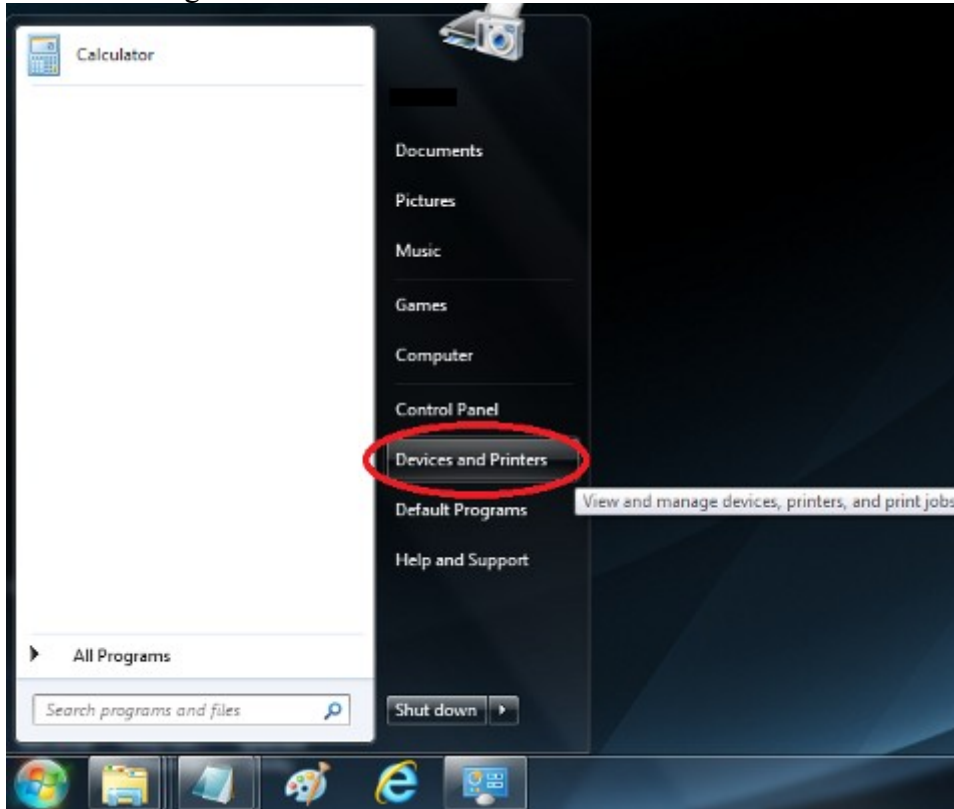 Calculator
Documents
Pictures
Music
Games
Computer
Control Panel
Devices and Printers
View and manage devices, printers, and print jobs
Default Programs
Help and Support
All Programs
Search programs and files
Shut down